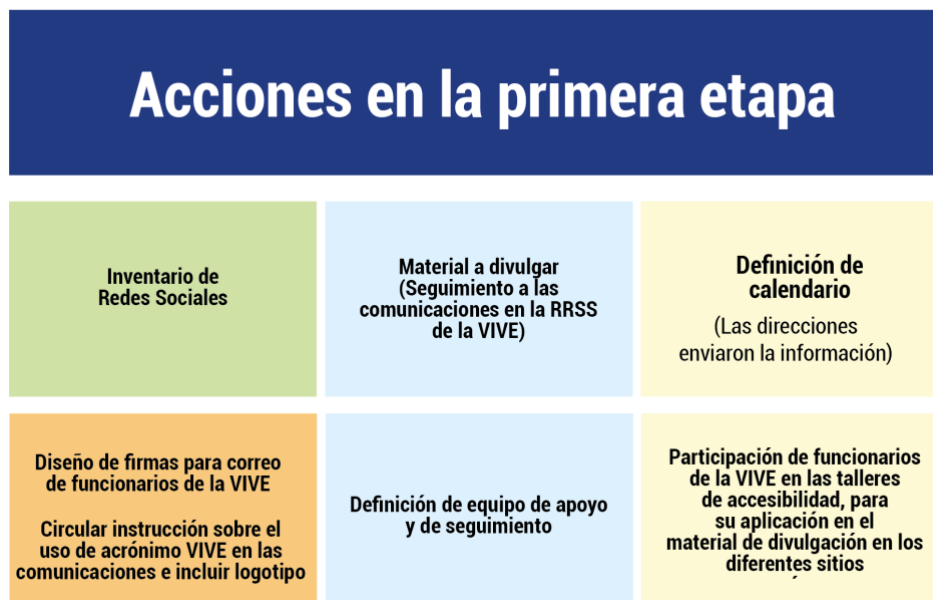 Acciones en la primera etapa
Inventario de
Redes Sociales
Material a divulgar
(Seguimiento a las
comunicaciones en la RRSS
de la VIVE)
Definición de
calendario
(Las direcciones
enviaron la información)
Diseño de firmas para correo
de funcionarios de la VIVE
Circular instrucción sobre el
uso de acrónimo VIVE en las
comunicaciones e incluir logotipo
Definición de equipo de apoyo
y de seguimiento
Participación de funcionarios
de la VIVE en las talleres
de accesibilidad, para
su aplicación en el
material de divulgación en los
diferentes sitios